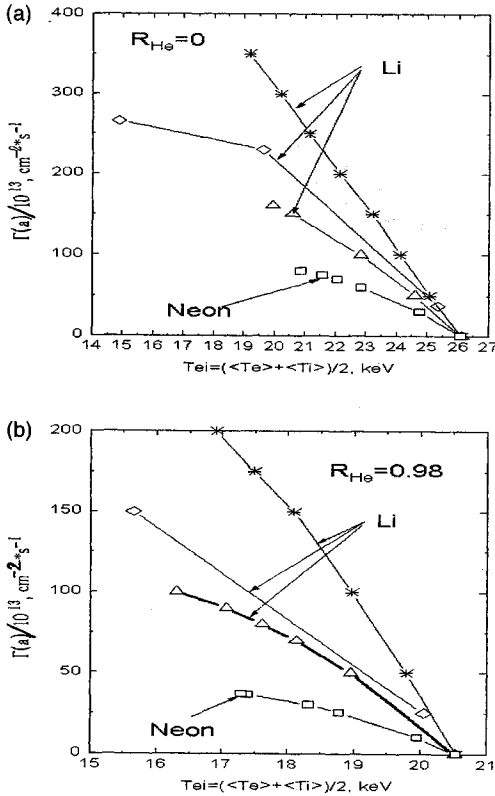 (a)
R_He=0
Li
Neon
400
300
200
100
0
Γ(a)/10^13, cm^-2*s^-1
14 15 16 17 18 19 20 21 22 23 24 25 26 27
Tei=(<Te>+<Ti>)/2, keV
(b)
R_He=0.98
Li
Neon
200
150
100
50
0
Γ(a)/10^13, cm^-2*s^-1
15 16 17 18 19 20 21
Tei=(<Te>+<Ti>)/2, keV